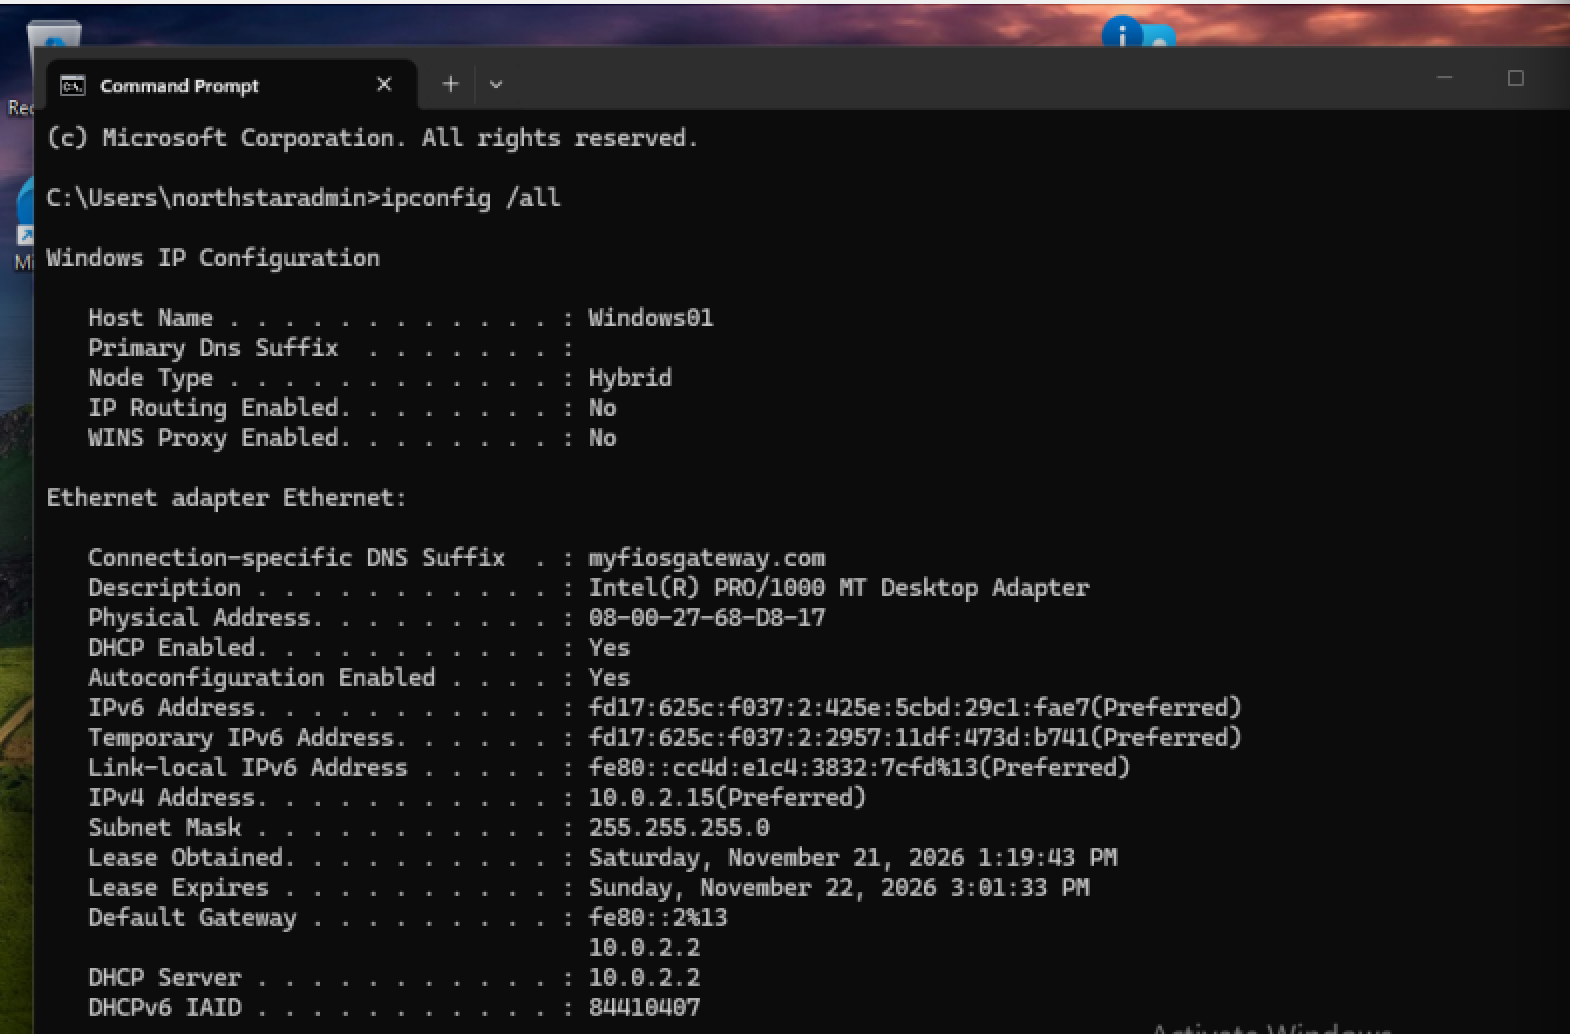 Command Prompt
Rec
Mi
(c) Microsoft Corporation. All rights reserved.
C:\Users\northstaradmin>ipconfig /all
Windows IP Configuration
Host Name . . . . . . . . . . . . : Windows01
Primary Dns Suffix  . . . . . . . :
Node Type . . . . . . . . . . . . : Hybrid
IP Routing Enabled. . . . . . . . : No
WINS Proxy Enabled. . . . . . . . : No
Ethernet adapter Ethernet:
Connection-specific DNS Suffix  . : myfiosgateway.com
Description . . . . . . . . . . . : Intel(R) PRO/1000 MT Desktop Adapter
Physical Address. . . . . . . . . : 08-00-27-68-D8-17
DHCP Enabled. . . . . . . . . . . : Yes
Autoconfiguration Enabled . . . . : Yes
IPv6 Address. . . . . . . . . . . : fd17:625c:f037:2:425e:5cbd:29c1:fae7(Preferred)
Temporary IPv6 Address. . . . . . : fd17:625c:f037:2:2957:11df:473d:b741(Preferred)
Link-local IPv6 Address . . . . . : fe80::cc4d:e1c4:3832:7cfd%13(Preferred)
IPv4 Address. . . . . . . . . . . : 10.0.2.15(Preferred)
Subnet Mask . . . . . . . . . . . : 255.255.255.0
Lease Obtained. . . . . . . . . . : Saturday, November 21, 2026 1:19:43 PM
Lease Expires . . . . . . . . . . : Sunday, November 22, 2026 3:01:33 PM
Default Gateway . . . . . . . . . : fe80::2%13
10.0.2.2
DHCP Server . . . . . . . . . . . : 10.0.2.2
DHCPv6 IAID . . . . . . . . . . . : 84410407
Activate Windows